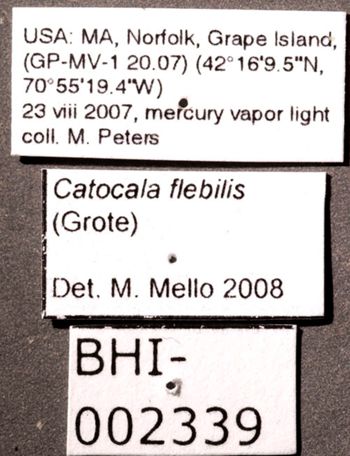 USA: MA, Norfolk, Grape Island,
(GP-MV-1 20.07) (42°16'9.5"N,
70°55'19.4"W)
23 viii 2007, mercury vapor light
coll. M. Peters
Catocala flebilis
(Grote)
Det. M. Mello 2008
BHI-
002339